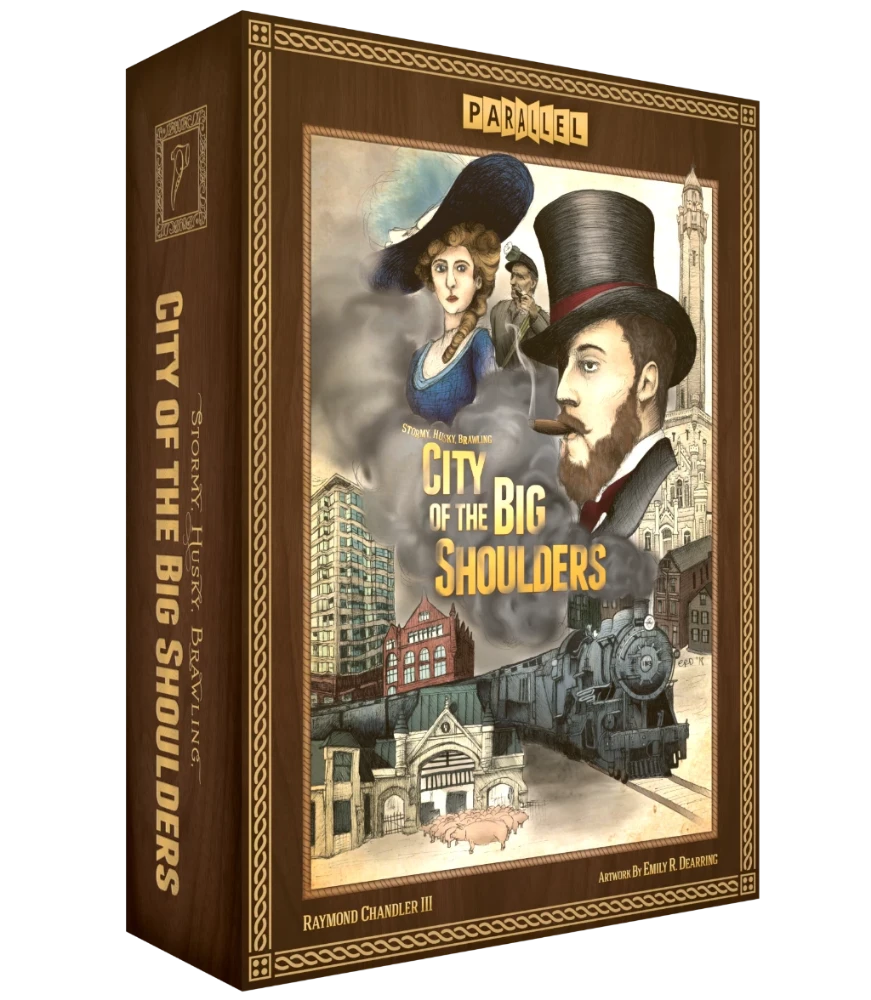 PARALLEL
STORMY, HUSKY, BRAWLING
CITY
OF THE BIG
SHOULDERS
RAYMOND CHANDLER III
ARTWORK BY EMILY R. DEARRING
STORMY, HUSKY, BRAWLING,
CITY OF THE BIG SHOULDERS